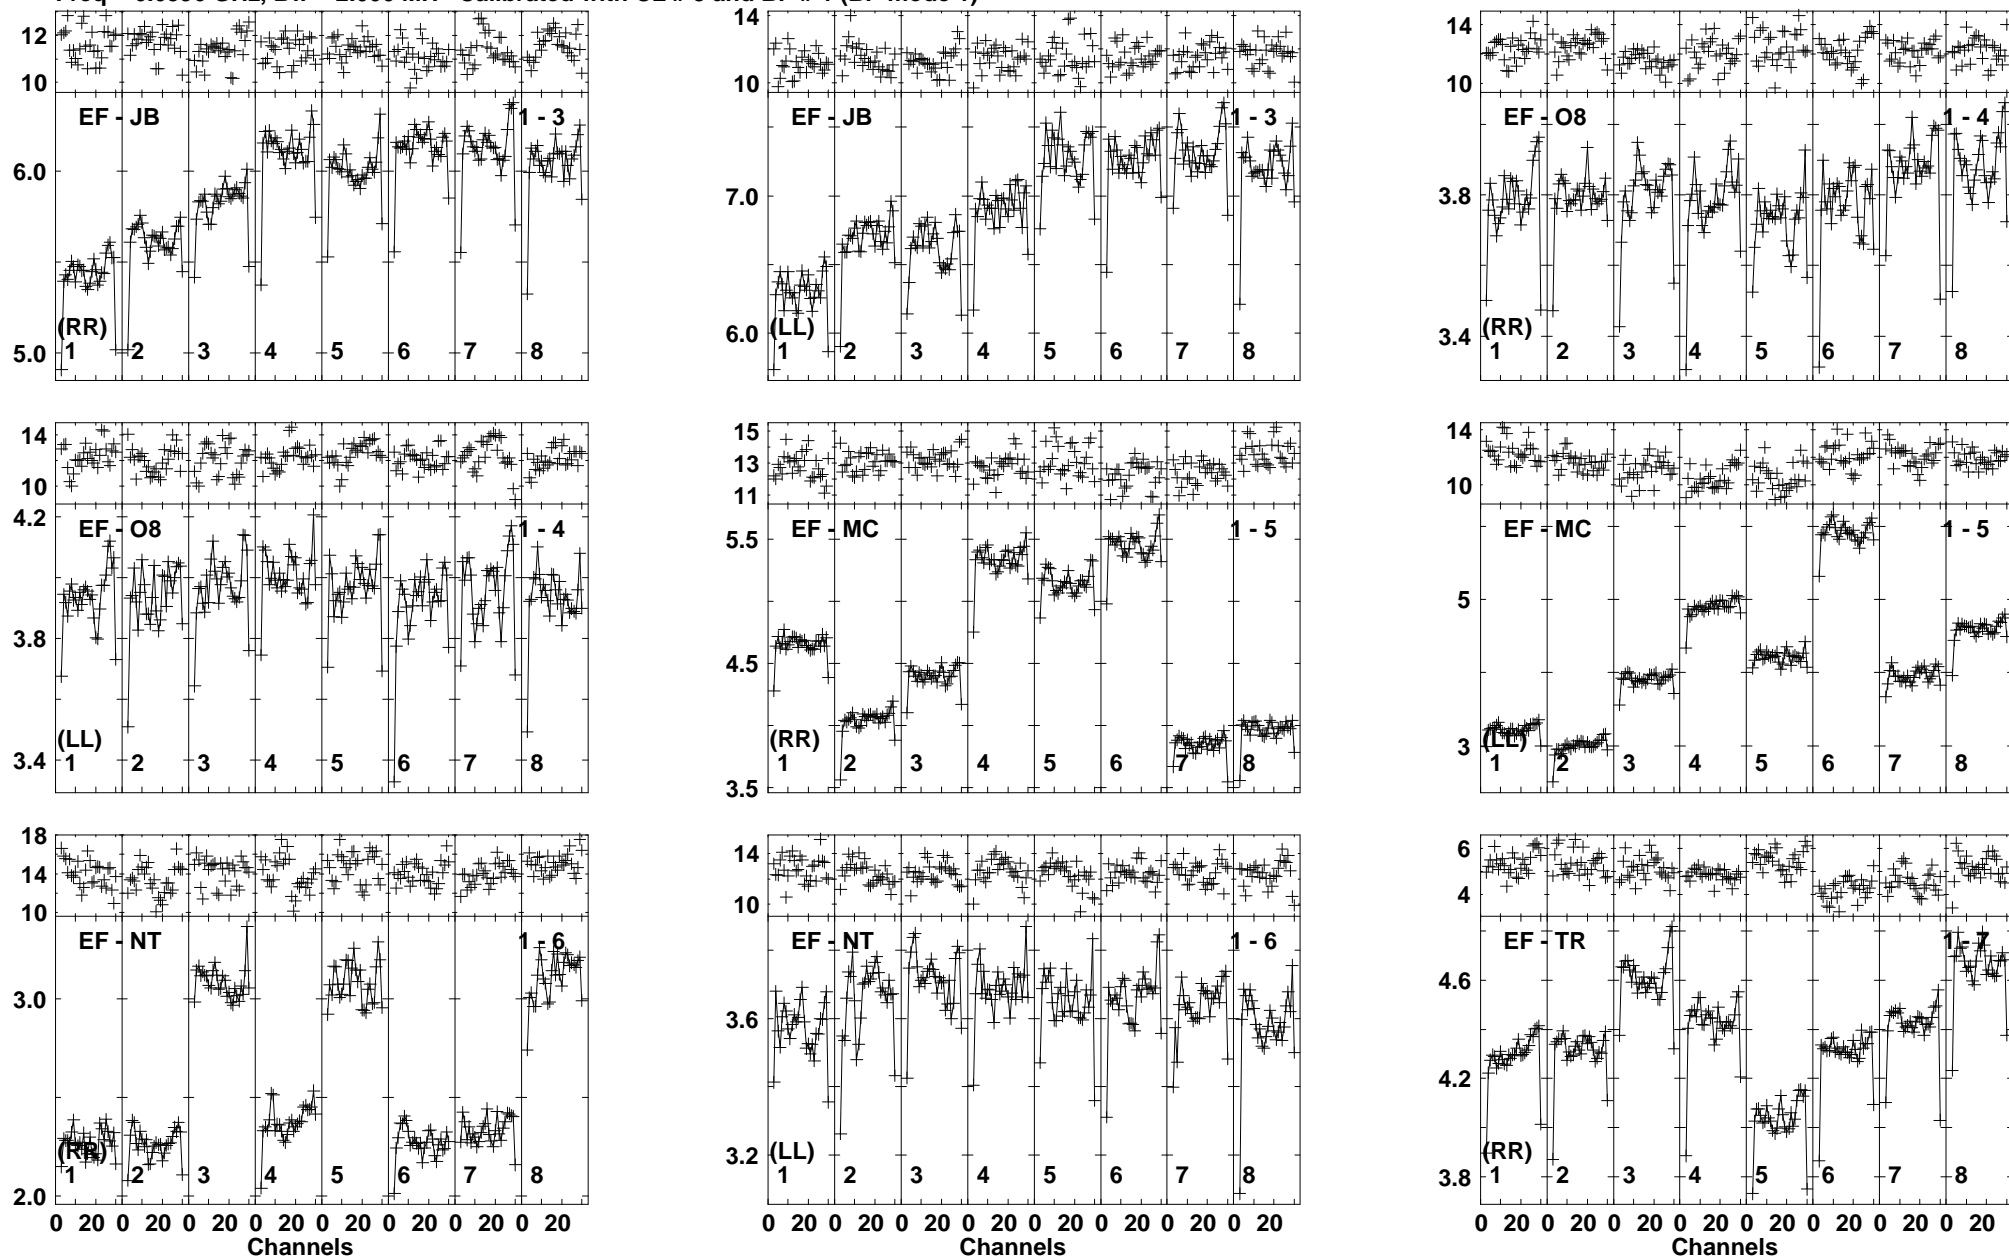 12
10
6.0
5.0
EF - JB
1 - 3
(RR)
1 2 3 4 5 6 7 8
14
10
7.0
6.0
EF - JB
1 - 3
(LL)
1 2 3 4 5 6 7 8
14
10
3.8
3.4
EF - O8
1 - 4
(RR)
1 2 3 4 5 6 7 8
14
10
4.2
3.8
3.4
EF - O8
1 - 4
(LL)
1 2 3 4 5 6 7 8
15
13
11
5.5
4.5
3.5
EF - MC
1 - 5
(RR)
1 2 3 4 5 6 7 8
14
10
5
3
EF - MC
1 - 5
(LL)
1 2 3 4 5 6 7 8
18
14
10
3.0
2.0
EF - NT
1 - 6
(RR)
1 2 3 4 5 6 7 8
0 20 0 20 0 20 0 20 0 20 0 20 0 20 0 20
Channels
14
10
3.6
3.2
EF - NT
1 - 6
(LL)
1 2 3 4 5 6 7 8
0 20 0 20 0 20 0 20 0 20 0 20 0 20 0 20
Channels
6
4
4.6
4.2
3.8
EF - TR
1 - 7
(RR)
1 2 3 4 5 6 7 8
0 20 0 20 0 20 0 20 0 20 0 20 0 20 0 20
Channels